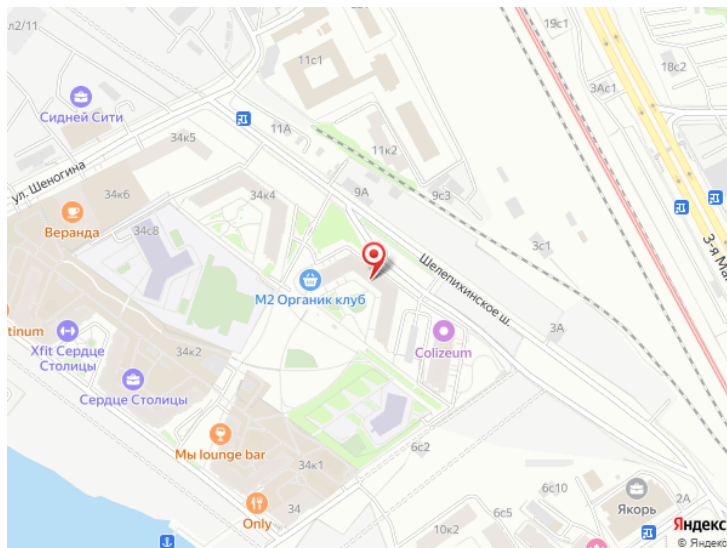 22с1
19с1
л2/11
11с1
18с2
3Ас1
Сидней Сити
11А
34к5
11к2
ул. Шеногина
34к6
34к4
9А
9с3
Веранда
34с8
3с1
3-я Ма
Шелепихинское ш.
М2 Органик клуб
3А
tinum
Xfit Сердце
Столицы
34к2
Colizeum
Сердце Столицы
Мы lounge bar
6с2
34к1
34
6с10
Якорь
2А
Only
6с5
10к2
Яндекс
© Яндекс